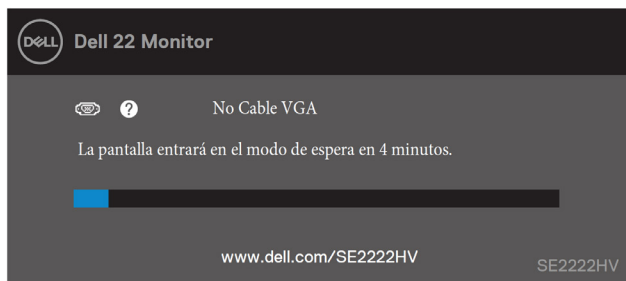 DELL Dell 22 Monitor
? No Cable VGA
La pantalla entrará en el modo de espera en 4 minutos.
www.dell.com/SE2222HV
SE2222HV